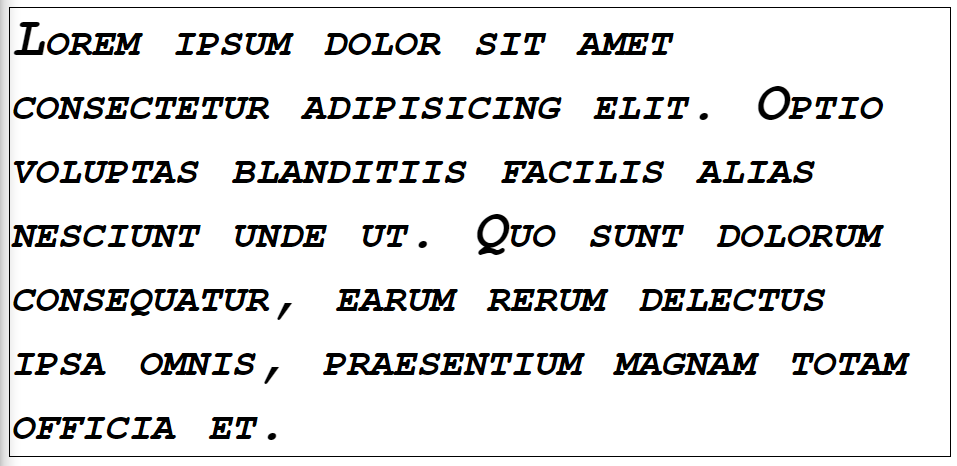 Lorem ipsum dolor sit amet
consectetur adipisicing elit. Optio
voluptas blanditiis facilis alias
nesciunt unde ut. Quo sunt dolorum
consequatur, earum rerum delectus
ipsa omnis, praesentium magnam totam
officia et.